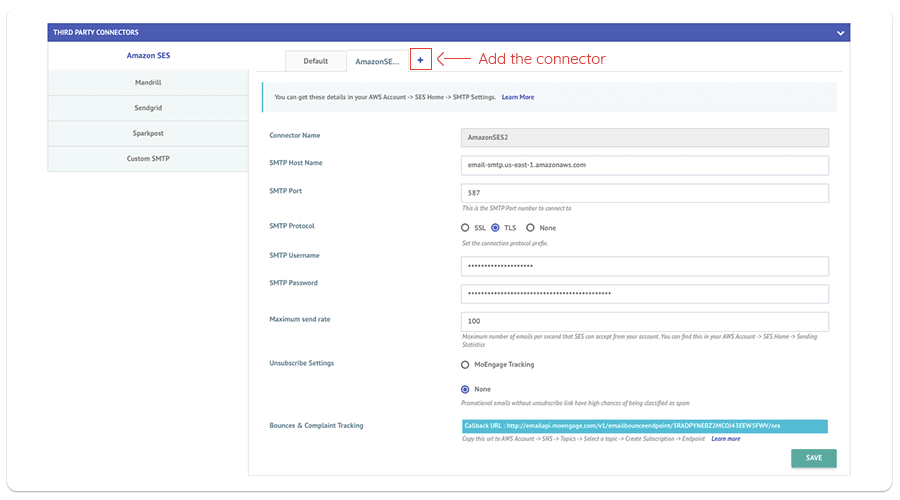 THIRD PARTY CONNECTORS
Amazon SES
Mandrill
Sendgrid
Sparkpost
Custom SMTP
Default
AmazonSE...
+
Add the connector
You can get these details in your AWS Account -> SES Home -> SMTP Settings. Learn More
Connector Name
AmazonSES2
SMTP Host Name
email-smtp.us-east-1.amazonaws.com
SMTP Port
587
This is the SMTP Port number to connect to
SMTP Protocol
SSL TLS None
Set the connection protocol prefix.
SMTP Username
SMTP Password
Maximum send rate
100
Maximum number of emails per second that SES can accept from your account. You can find this in your AWS Account -> SES Home -> Sending
Statistics
Unsubscribe Settings
MoEngage Tracking
None
Promotional emails without unsubscribe link have high chances of being classified as spam
Bounces & Complaint Tracking
Callback URL : http://emailapi.moengage.com/v1/emailbounceendpoint/3RADPYNEBZ2MCOJ43EEW5FWV/ses
Copy this url to AWS Account -> SNS -> Topics -> Select a topic -> Create Subscription -> Endpoint Learn more
SAVE